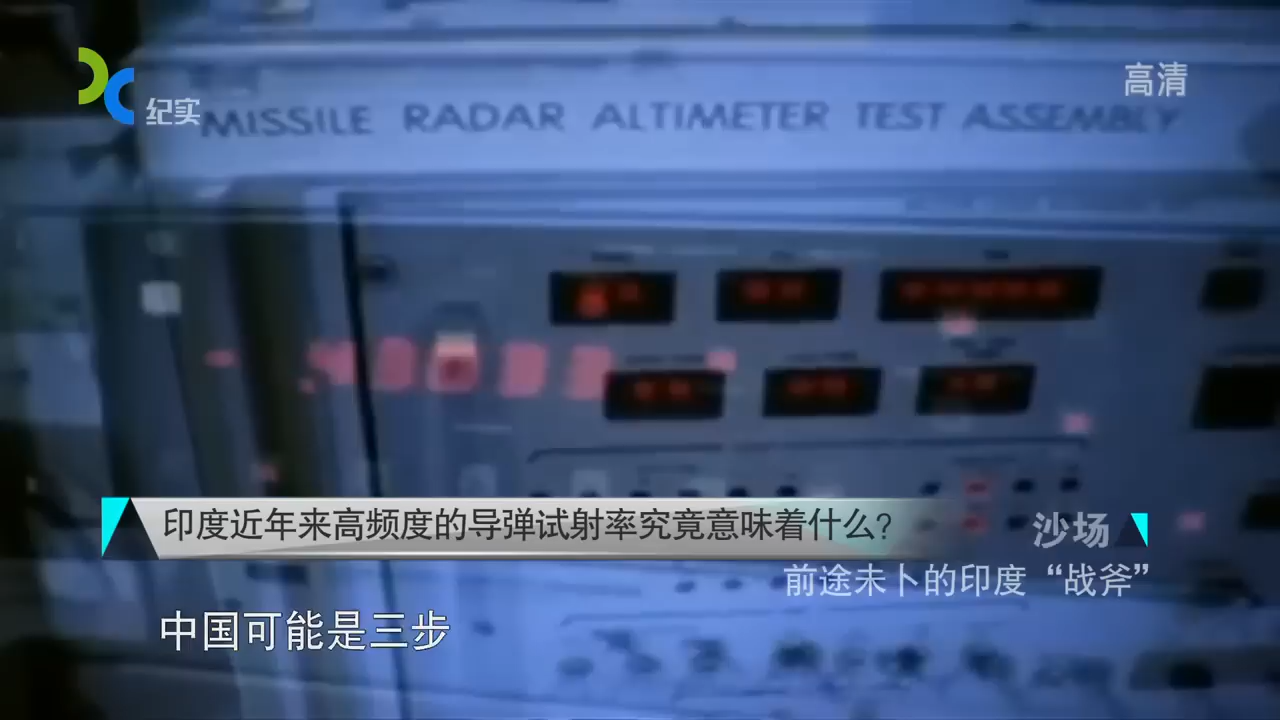 纪实
高清
MISSILE RADAR ALTIMETER TEST ASSEMBLY
印度近年来高频度的导弹试射率究竟意味着什么?
沙场
前途未卜的印度“战斧”
中国可能是三步